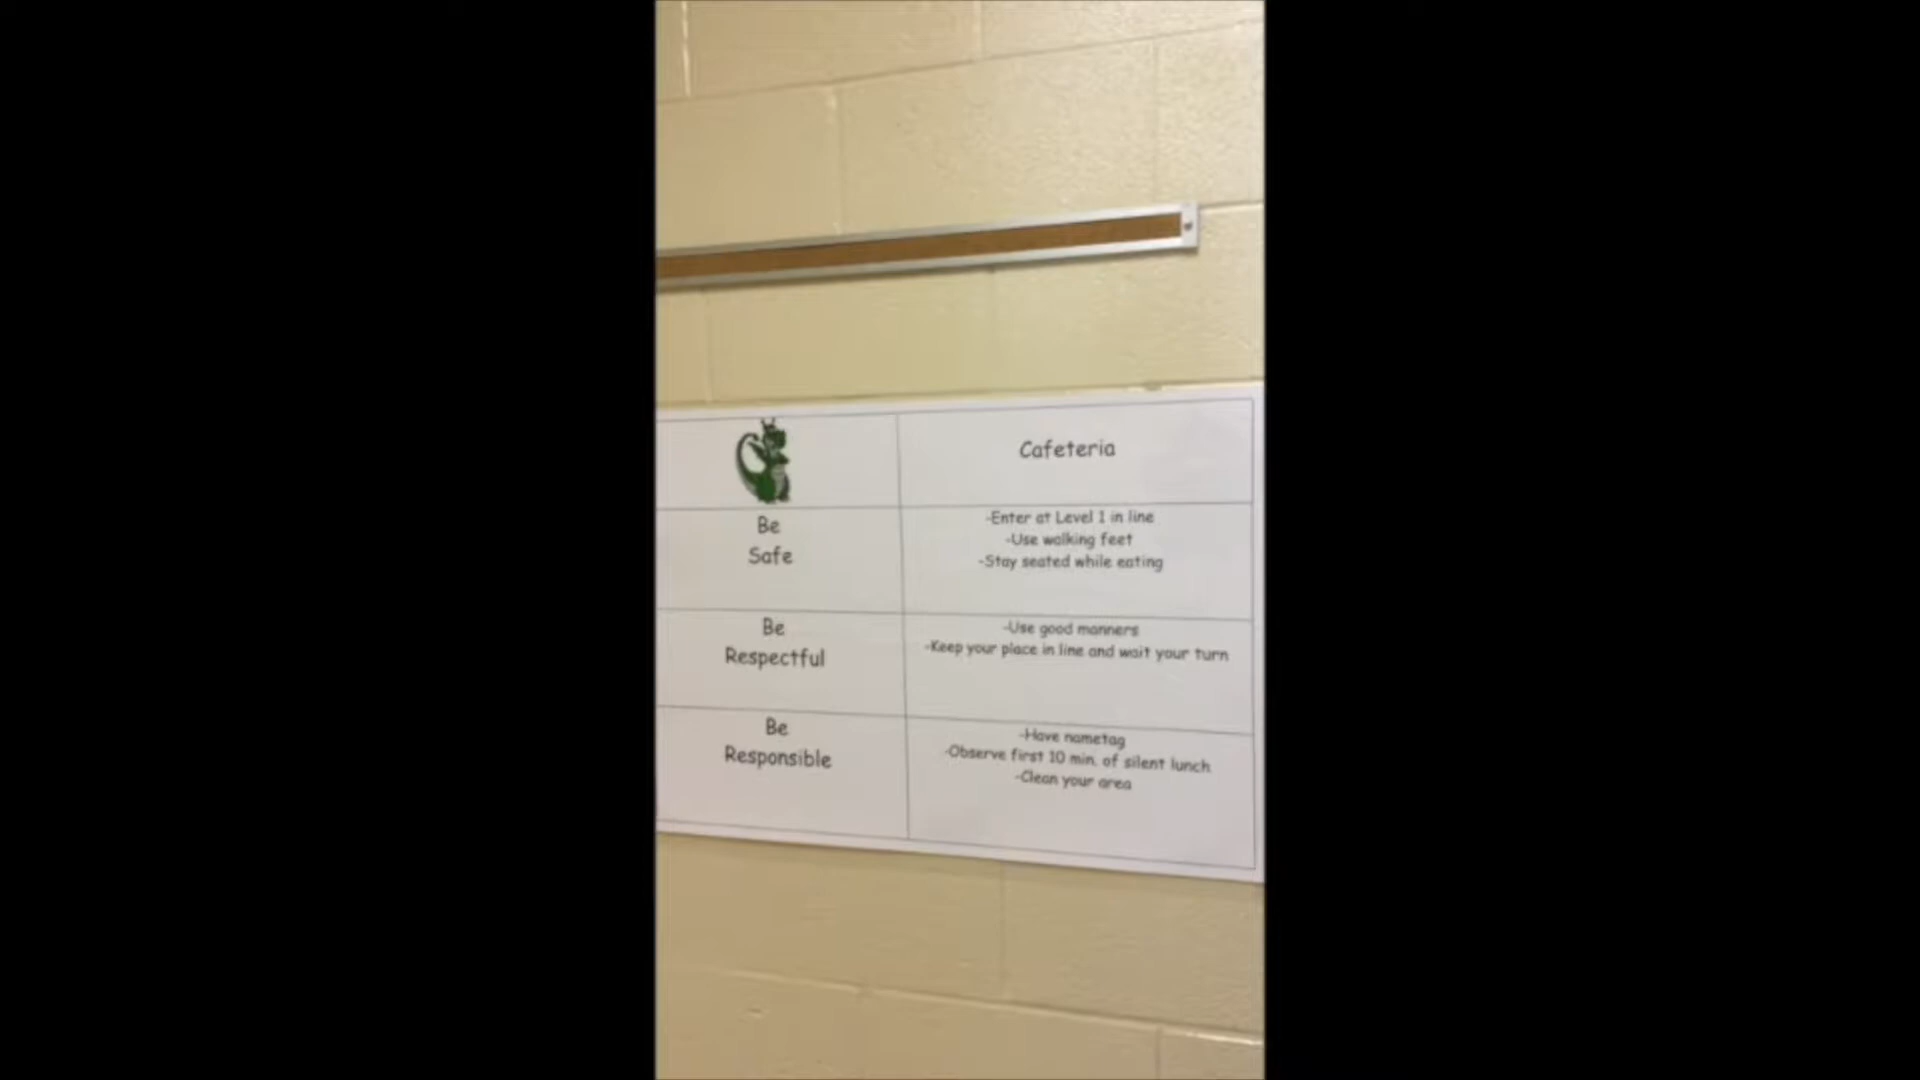 Cafeteria
Be
Safe
-Enter at Level 1 in line
-Use walking feet
-Stay seated while eating
Be
Respectful
-Use good manners
-Keep your place in line and wait your turn
Be
Responsible
-Have nametag
-Observe first 10 min. of silent lunch
-Clean your area